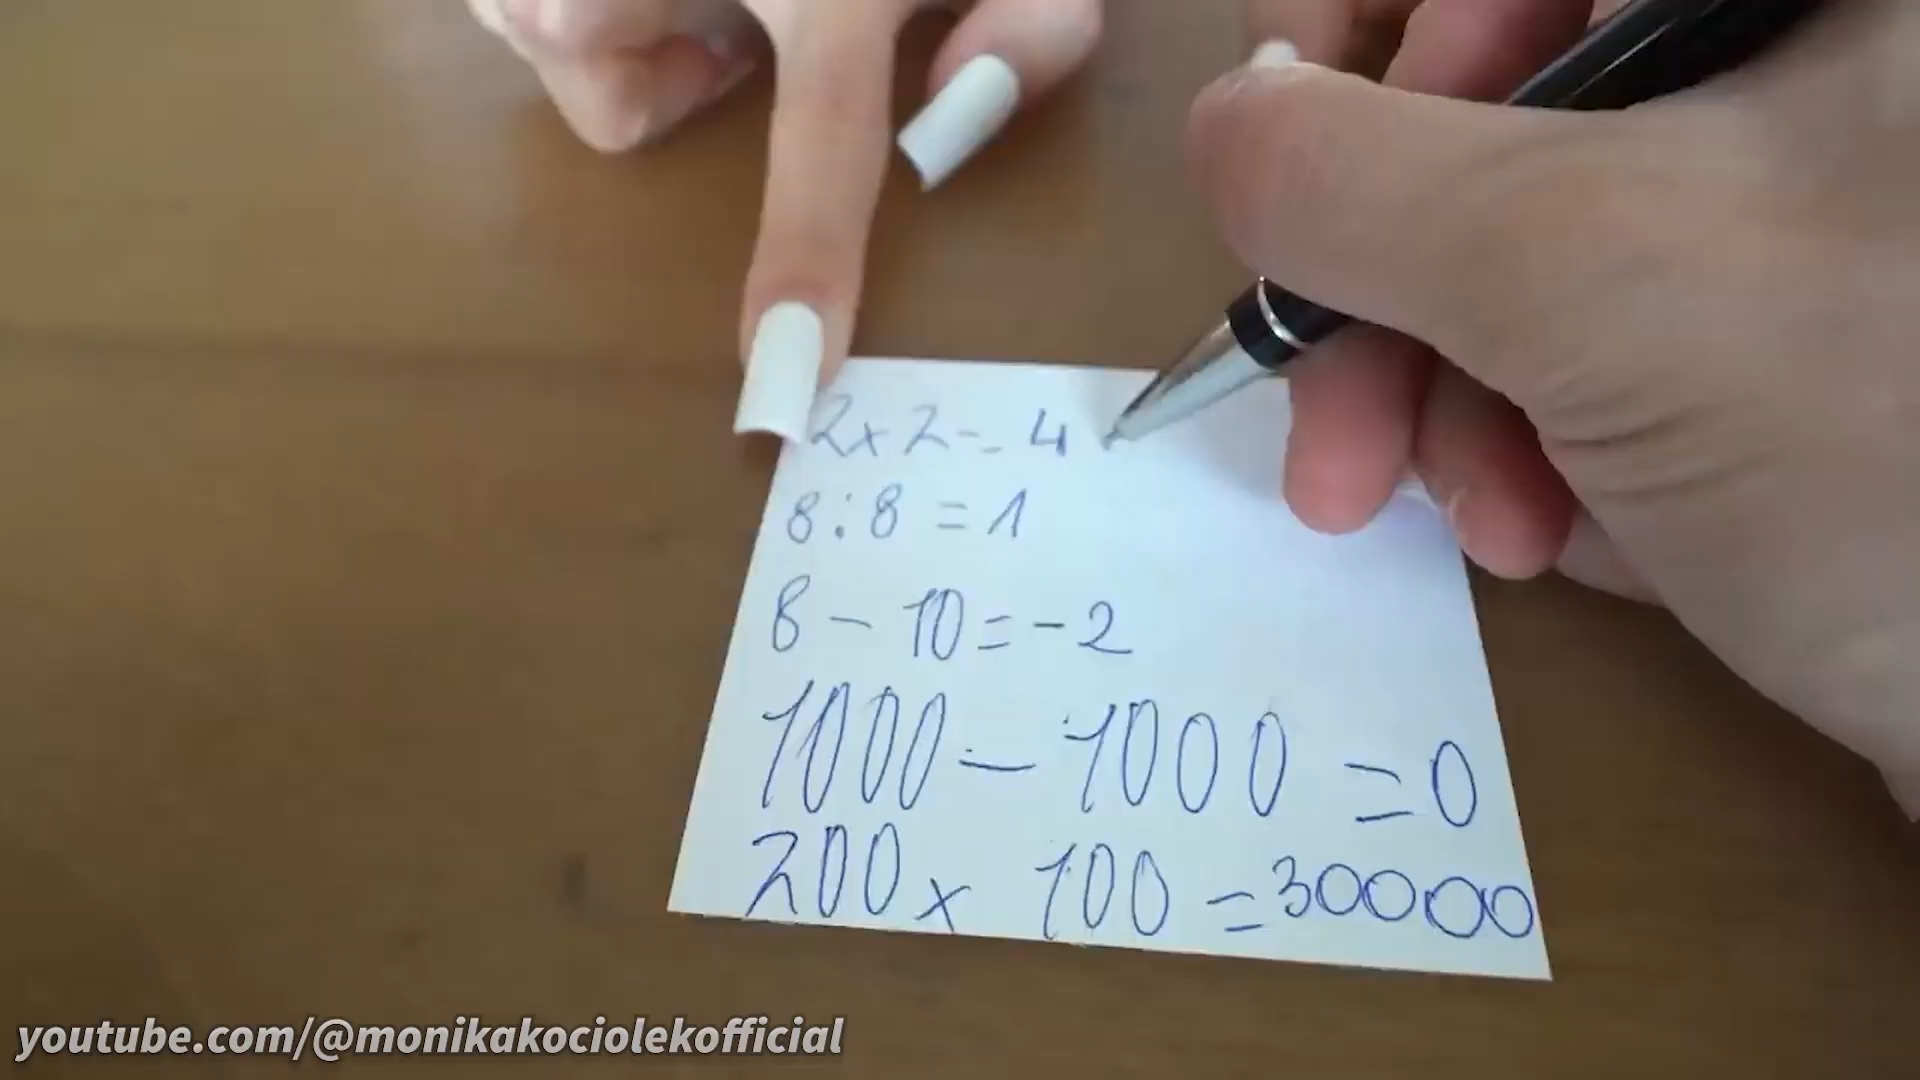 2x2=4
8:8=1
8-10=-2
1000-1000=0
200x100=30000
youtube.com/@monikakociolekofficial